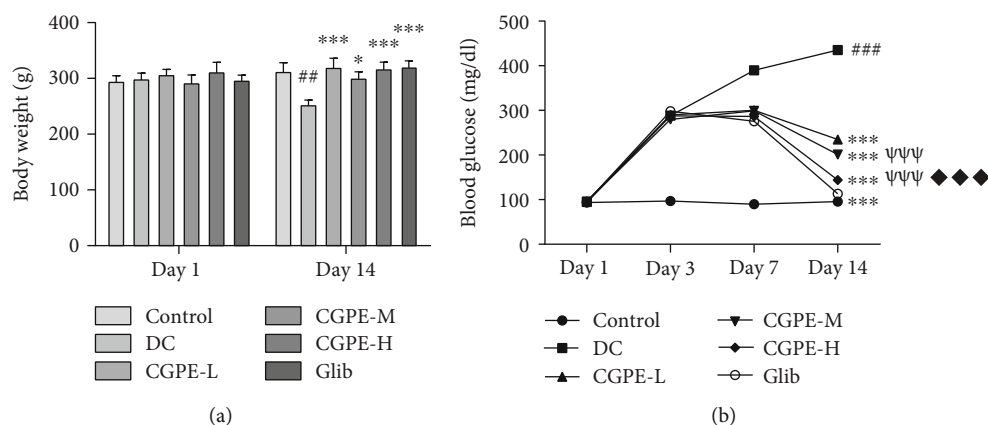 400
300
200
100
0
Body weight (g)
##
***
*
***
***
Day 1
Day 14
Control
DC
CGPE-L
CGPE-M
CGPE-H
Glib
(a)
500
400
300
200
100
0
Blood glucose (mg/dl)
###
***
*** ψψψ
*** ψψψ ◆◆◆
***
Day 1
Day 3
Day 7
Day 14
Control
DC
CGPE-L
CGPE-M
CGPE-H
Glib
(b)